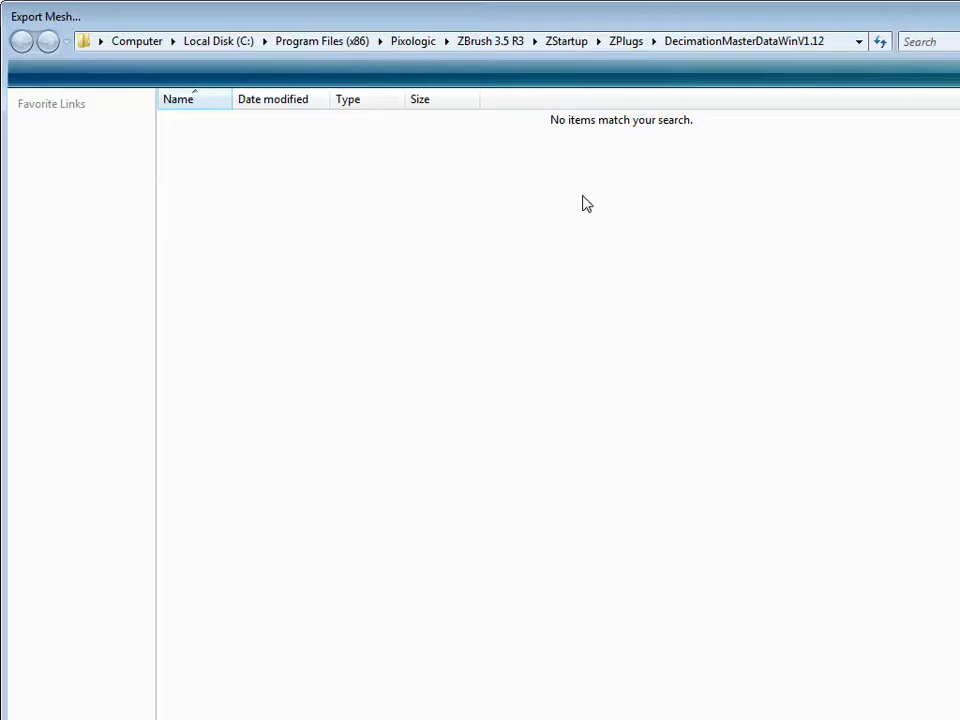 Export Mesh...
Computer Local Disk (C:) Program Files (x86) Pixologic ZBrush 3.5 R3 ZStartup ZPlugs DecimationMasterDataWinV1.12 Search
Favorite Links Name Date modified Type Size
No items match your search.